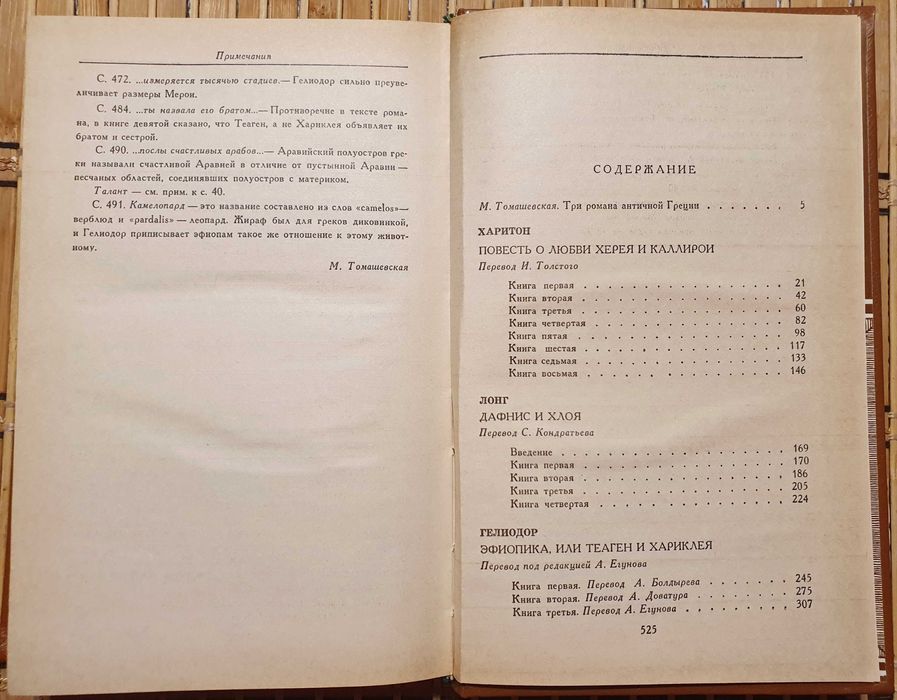 Примечания
С. 472. ...измеряется тысячью стадиев.— Гелиодор сильно преуве-
личивает размеры Мерои.
С. 484. ...ты назвала его братом...— Противоречие в тексте рома-
на, в книге девятой сказано, что Теаген, а не Хариклея объявляет их
братом и сестрой.
С. 490. ...послы счастливых арабов...— Аравийский полуостров гре-
ки называли счастливой Аравией в отличие от пустынной Аравии —
песчаных областей, соединявших полуостров с материком.
Талант — см. прим. к с. 40.
С. 491. Камелопард — это название составлено из слов «camelos»—
верблюд и «pardalis» — леопард. Жираф был для греков диковинкой,
и Гелиодор приписывает эфиопам такое же отношение к этому живот-
ному.
М. Томашевская
СОДЕРЖАНИЕ
М. Томашевская. Три романа античной Греции . . . . . . 5
ХАРИТОН
ПОВЕСТЬ О ЛЮБВИ ХЕРЕЯ И КАЛЛИРОИ
Перевод И. Толстого
Книга первая . . . . . . . . . . . . . . . . 21
Книга вторая . . . . . . . . . . . . . . . . 42
Книга третья . . . . . . . . . . . . . . . . 60
Книга четвертая . . . . . . . . . . . . . . . 82
Книга пятая . . . . . . . . . . . . . . . . 98
Книга шестая . . . . . . . . . . . . . . . . 117
Книга седьмая . . . . . . . . . . . . . . . . 133
Книга восьмая . . . . . . . . . . . . . . . . 146
ЛОНГ
ДАФНИС И ХЛОЯ
Перевод С. Кондратьева
Введение . . . . . . . . . . . . . . . . . 169
Книга первая . . . . . . . . . . . . . . . . 170
Книга вторая . . . . . . . . . . . . . . . . 186
Книга третья . . . . . . . . . . . . . . . . 205
Книга четвертая . . . . . . . . . . . . . . . 224
ГЕЛИОДОР
ЭФИОПИКА, ИЛИ ТЕАГЕН И ХАРИКЛЕЯ
Перевод под редакцией А. Егунова
Книга первая. Перевод А. Болдырева . . . . . . . 245
Книга вторая. Перевод А. Доватура . . . . . . . . 275
Книга третья. Перевод А. Егунова . . . . . . . . . 307
525